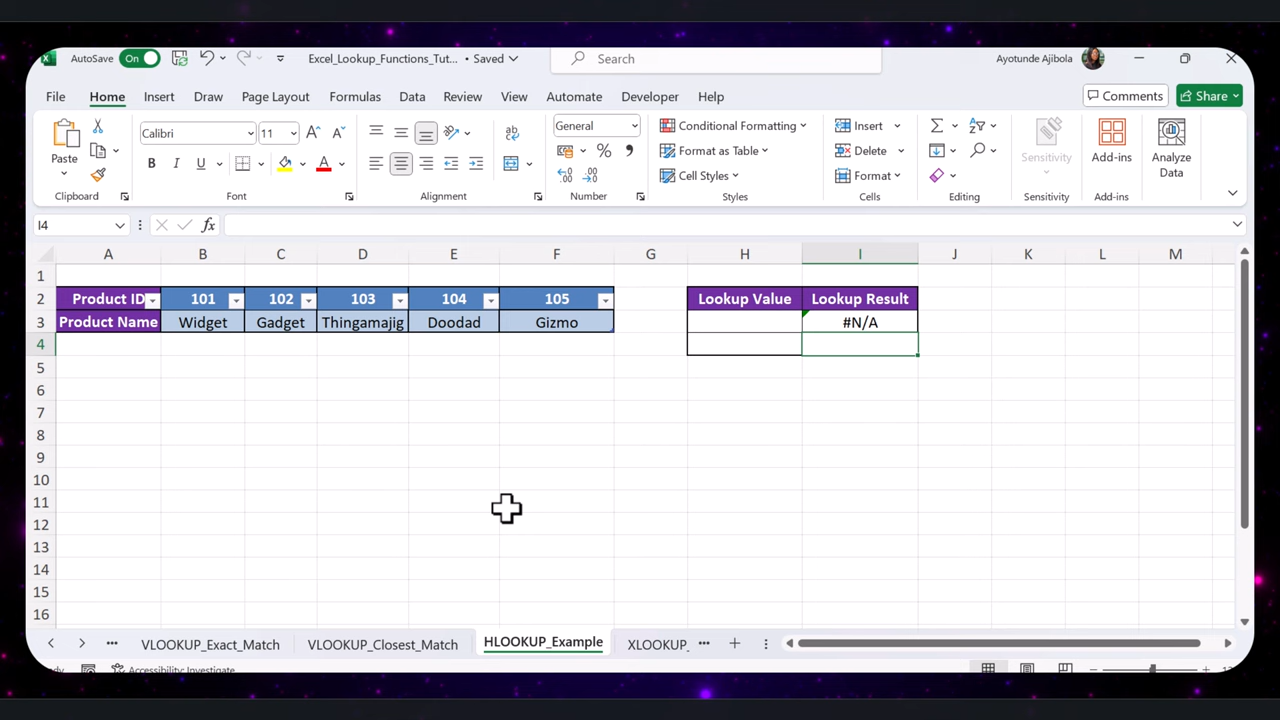 AutoSave On Excel_Lookup_Functions_Tut... • Saved Search Ayotunde Ajibola
File Home Insert Draw Page Layout Formulas Data Review View Automate Developer Help Comments Share
Calibri 11 General Conditional Formatting Insert
Paste Format as Table Delete Sensitivity Add-ins Analyze Data
B I U A Cell Styles Format
Clipboard Font Alignment Number Styles Cells Editing Sensitivity Add-ins
I4 fx
A B C D E F G H I J K L M
1
2 Product ID 101 102 103 104 105 Lookup Value Lookup Result
3 Product Name Widget Gadget Thingamajig Doodad Gizmo #N/A
4
5
6
7
8
9
10
11
12
13
14
15
16
VLOOKUP_Exact_Match VLOOKUP_Closest_Match HLOOKUP_Example XLOOKUP_ ...
Accessibility: Investigate